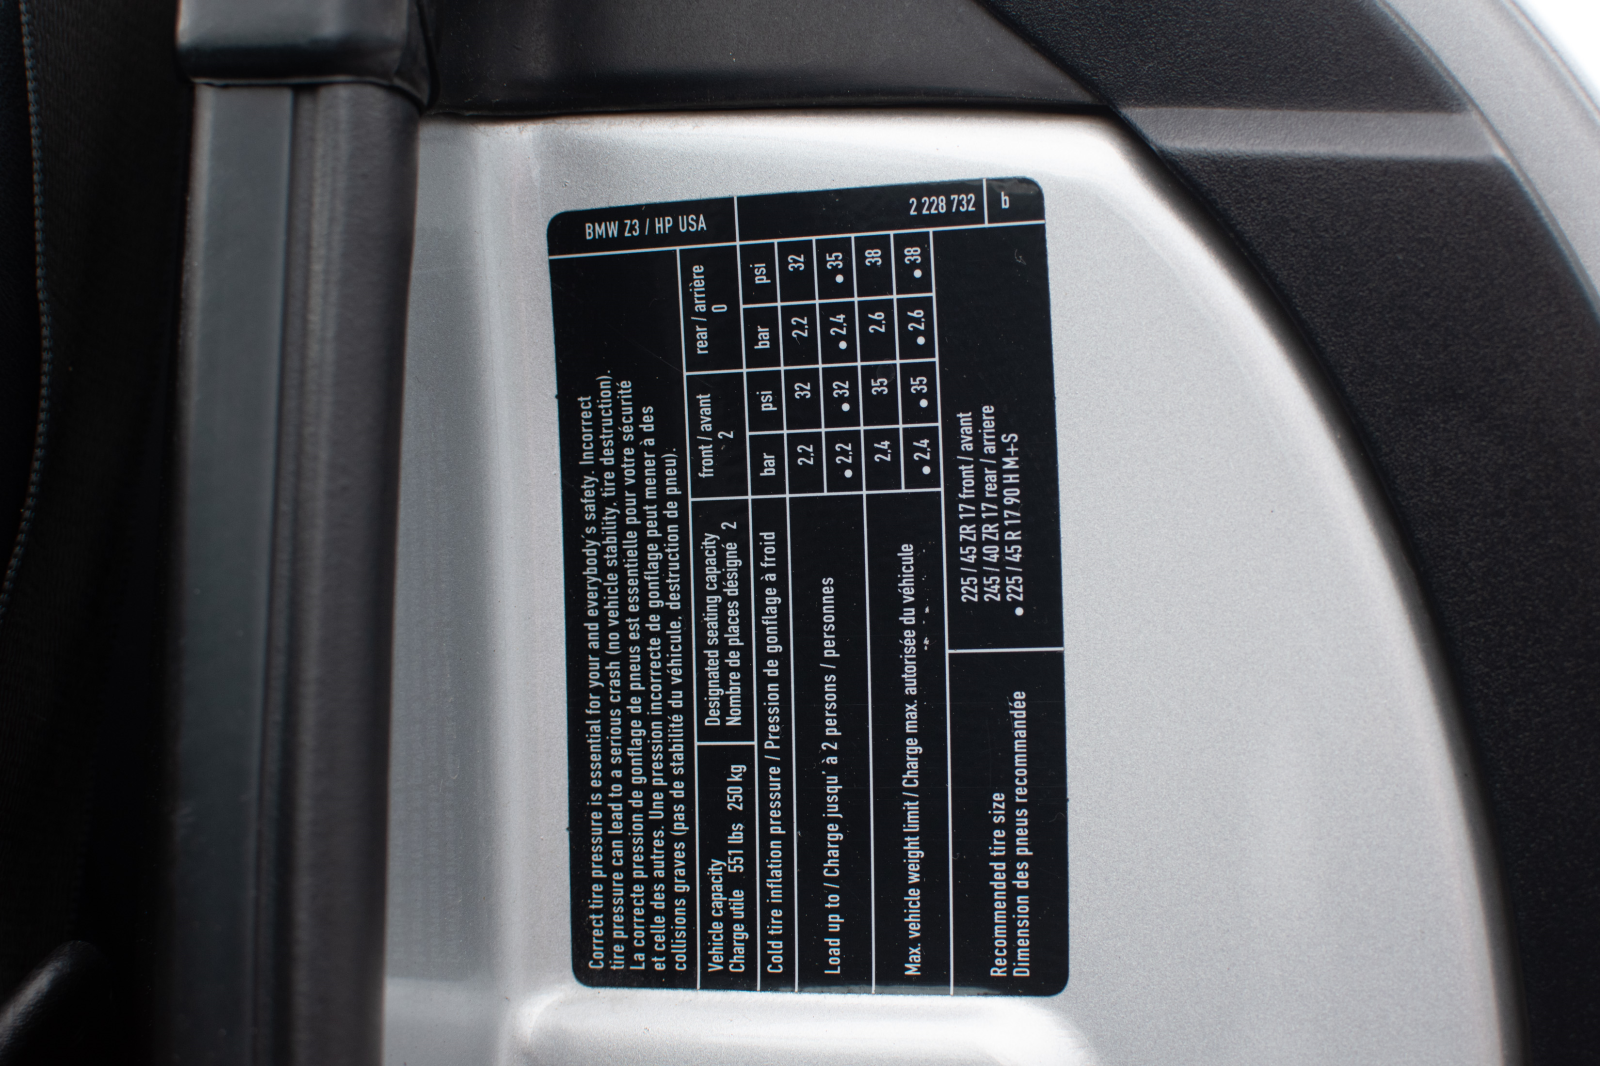 BMW Z3 / HP USA 2 228 732 b
Correct tire pressure is essential for your and everybody´s safety. Incorrect
tire pressure can lead to a serious crash (no vehicle stability, tire destruction).
La correcte pression de gonflage de pneus est essentielle pour votre sécurité
et celle des autres. Une pression incorrecte de gonflage peut mener à des
collisions graves (pas de stabilité du véhicule, destruction de pneu).
Vehicle capacity Designated seating capacity front / avant rear / arrière
Charge utile 551 lbs 250 kg Nombre de places désigné 2 2 0
Cold tire inflation pressure / Pression de gonflage à froid bar psi bar psi
2.2 32 2.2 32
Load up to / Charge jusqu' à 2 persons / personnes • 2.2 • 32 • 2.4 • 35
2.4 35 2.6 38
Max. vehicle weight limit / Charge max. autorisée du véhicule • 2.4 • 35 • 2.6 • 38
225 / 45 ZR 17 front / avant
Recommended tire size 245 / 40 ZR 17 rear / arriere
Dimension des pneus recommandée • 225 / 45 R 17 90 H M+S